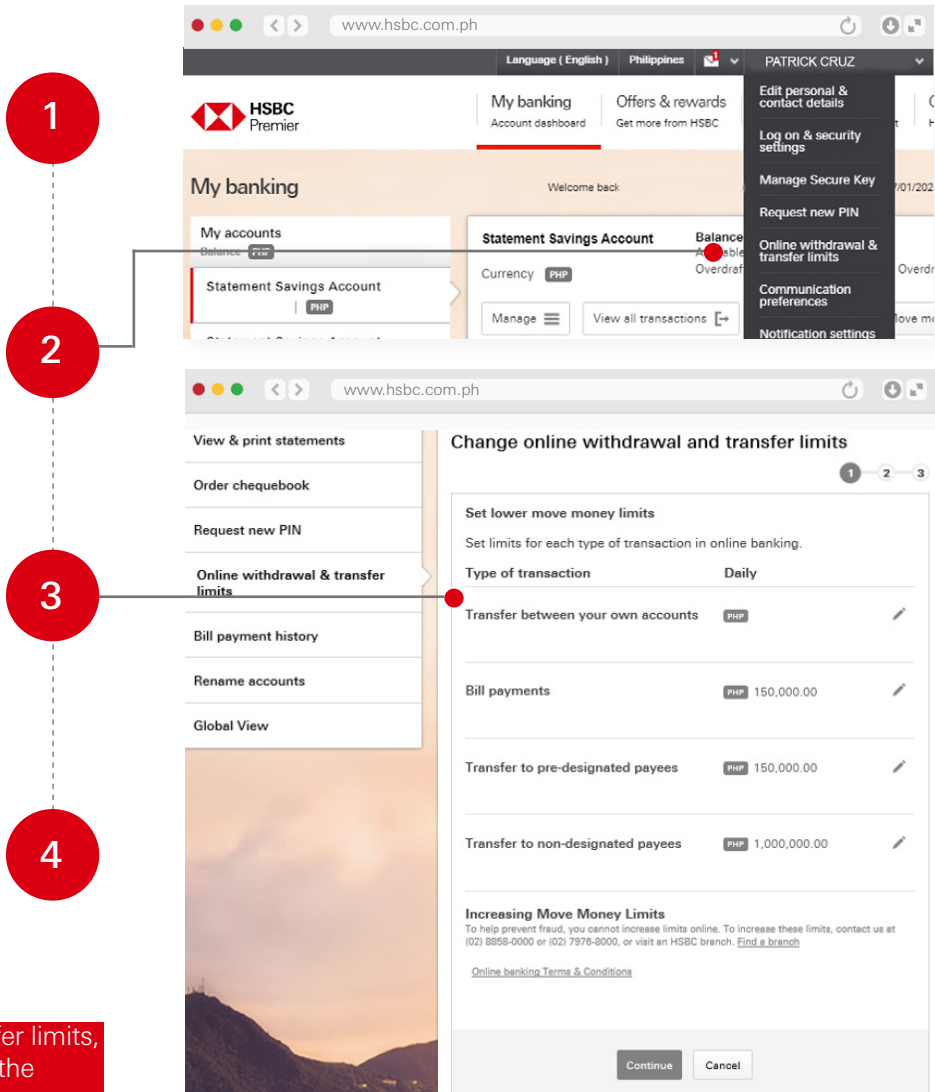 www.hsbc.com.ph
Language ( English ) Philippines 1 PATRICK CRUZ
1
HSBC
Premier
My banking
Account dashboard
Offers & rewards
Get more from HSBC
Edit personal &
contact details
Log on & security
settings
Manage Secure Key
Request new PIN
Online withdrawal &
transfer limits
Communication
preferences
Notification settings
My banking
Welcome back
/01/202
My accounts
Balance PHP
Statement Savings Account
PHP
Statement Savings Account
Statement Savings Account
Currency PHP
Balance
Overdraf
Overdr
Manage
View all transactions
2
www.hsbc.com.ph
View & print statements
Order chequebook
Request new PIN
Online withdrawal & transfer
limits
Bill payment history
Rename accounts
Global View
3
4
Change online withdrawal and transfer limits
1 2 3
Set lower move money limits
Set limits for each type of transaction in online banking.
Type of transaction Daily
Transfer between your own accounts PHP
Bill payments PHP 150,000.00
Transfer to pre-designated payees PHP 150,000.00
Transfer to non-designated payees PHP 1,000,000.00
Increasing Move Money Limits
To help prevent fraud, you cannot increase limits online. To increase these limits, contact us at
(02) 8858-0000 or (02) 7976-8000, or visit an HSBC branch. Find a branch
Online banking Terms & Conditions
Continue Cancel
er limits,
the